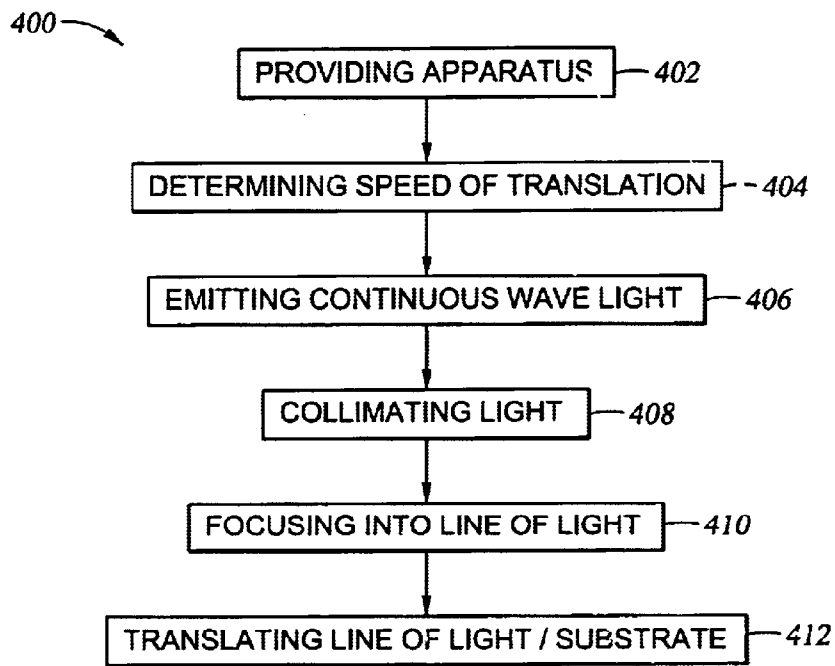 400
PROVIDING APPARATUS 402
DETERMINING SPEED OF TRANSLATION 404
EMITTING CONTINUOUS WAVE LIGHT 406
COLLIMATING LIGHT 408
FOCUSING INTO LINE OF LIGHT 410
TRANSLATING LINE OF LIGHT / SUBSTRATE 412